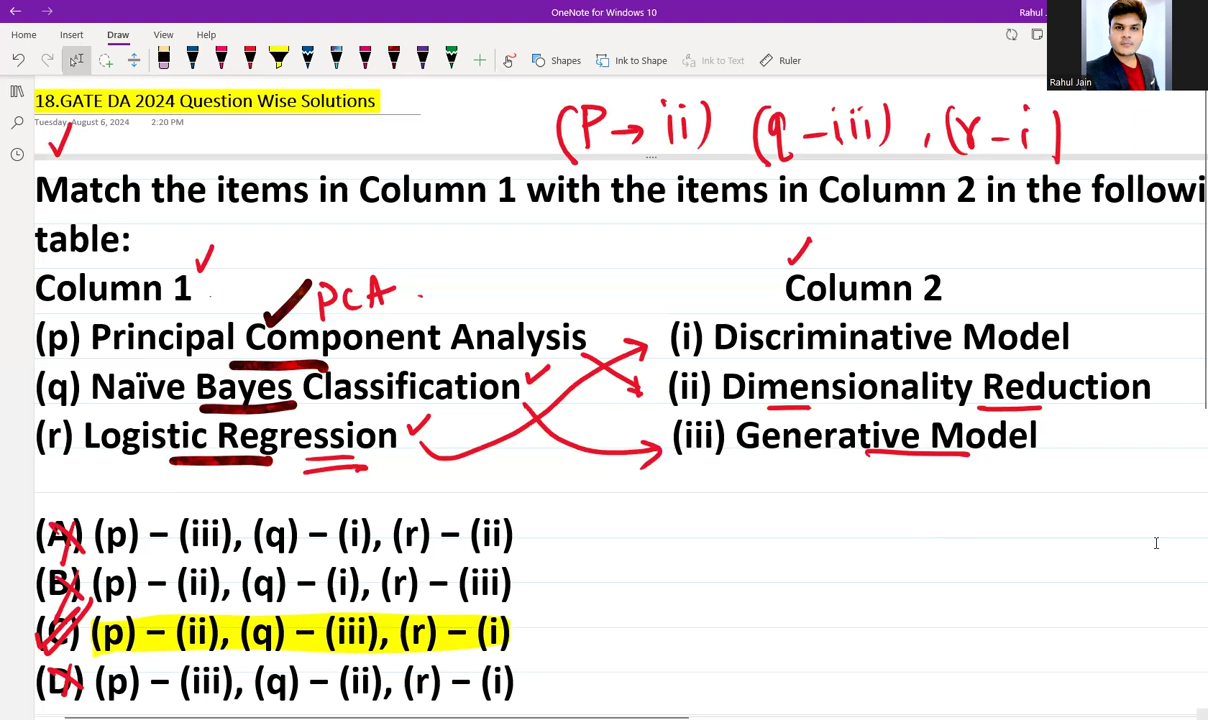 OneNote for Windows 10
Rahul J
Home Insert Draw View Help
Shapes Ink to Shape Ink to Text Ruler
Rahul Jain
18.GATE DA 2024 Question Wise Solutions
Tuesday, August 6, 2024 2:20 PM
(P → ii) (q – iii) , (r – i)
Match the items in Column 1 with the items in Column 2 in the followi
table:
Column 1 Column 2
PCA
(p) Principal Component Analysis (i) Discriminative Model
(q) Naïve Bayes Classification (ii) Dimensionality Reduction
(r) Logistic Regression (iii) Generative Model
(A) (p) – (iii), (q) – (i), (r) – (ii)
(B) (p) – (ii), (q) – (i), (r) – (iii)
(C) (p) – (ii), (q) – (iii), (r) – (i)
(D) (p) – (iii), (q) – (ii), (r) – (i)